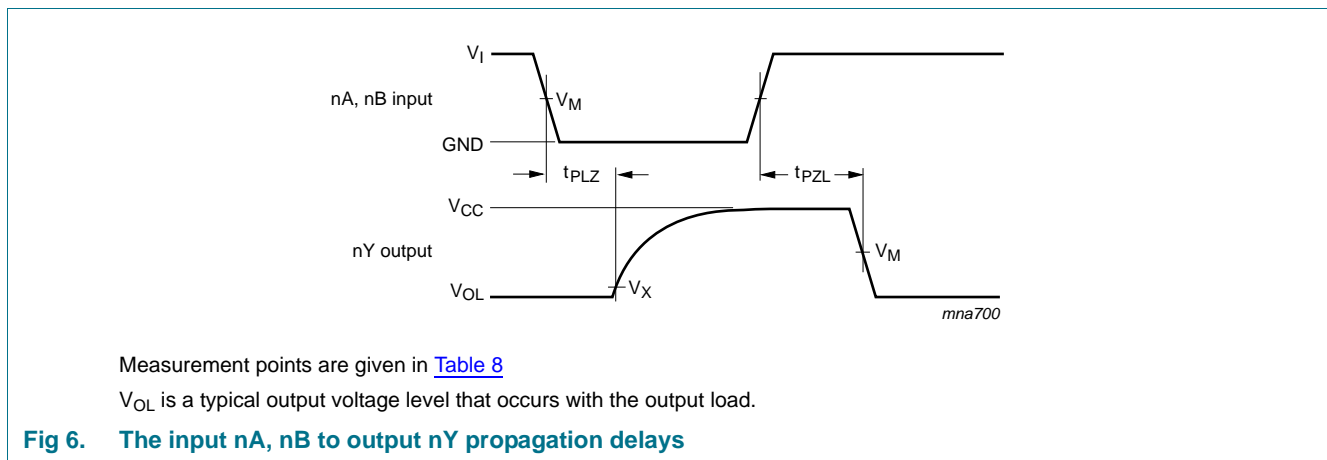 VI
nA, nB input
VM
GND
tPLZ
tPZL
VCC
nY output
VM
VOL
VX
mna700
Measurement points are given in Table 8
VOL is a typical output voltage level that occurs with the output load.
Fig 6. The input nA, nB to output nY propagation delays